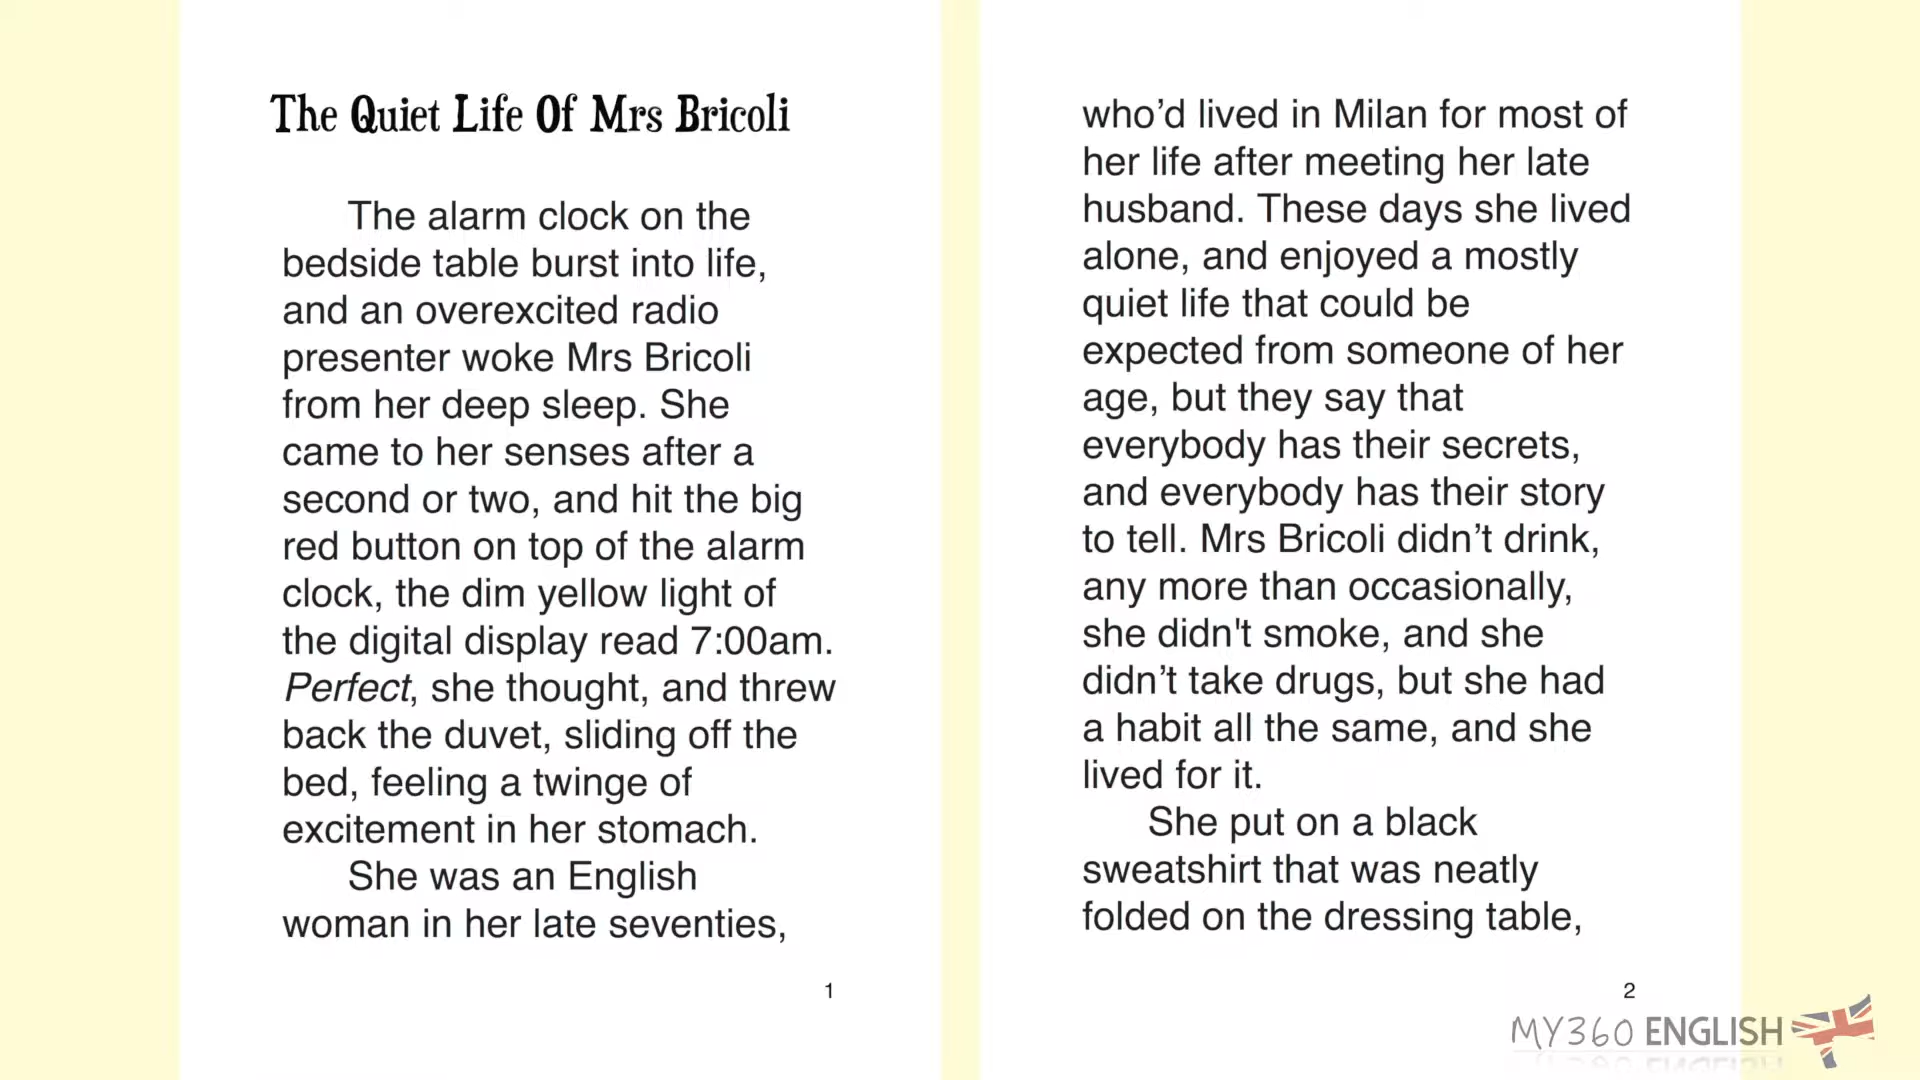 The Quiet Life Of Mrs Bricoli
The alarm clock on the
bedside table burst into life,
and an overexcited radio
presenter woke Mrs Bricoli
from her deep sleep. She
came to her senses after a
second or two, and hit the big
red button on top of the alarm
clock, the dim yellow light of
the digital display read 7:00am.
Perfect, she thought, and threw
back the duvet, sliding off the
bed, feeling a twinge of
excitement in her stomach.
She was an English
woman in her late seventies,
1
who’d lived in Milan for most of
her life after meeting her late
husband. These days she lived
alone, and enjoyed a mostly
quiet life that could be
expected from someone of her
age, but they say that
everybody has their secrets,
and everybody has their story
to tell. Mrs Bricoli didn’t drink,
any more than occasionally,
she didn't smoke, and she
didn’t take drugs, but she had
a habit all the same, and she
lived for it.
She put on a black
sweatshirt that was neatly
folded on the dressing table,
2
MY360 ENGLISH